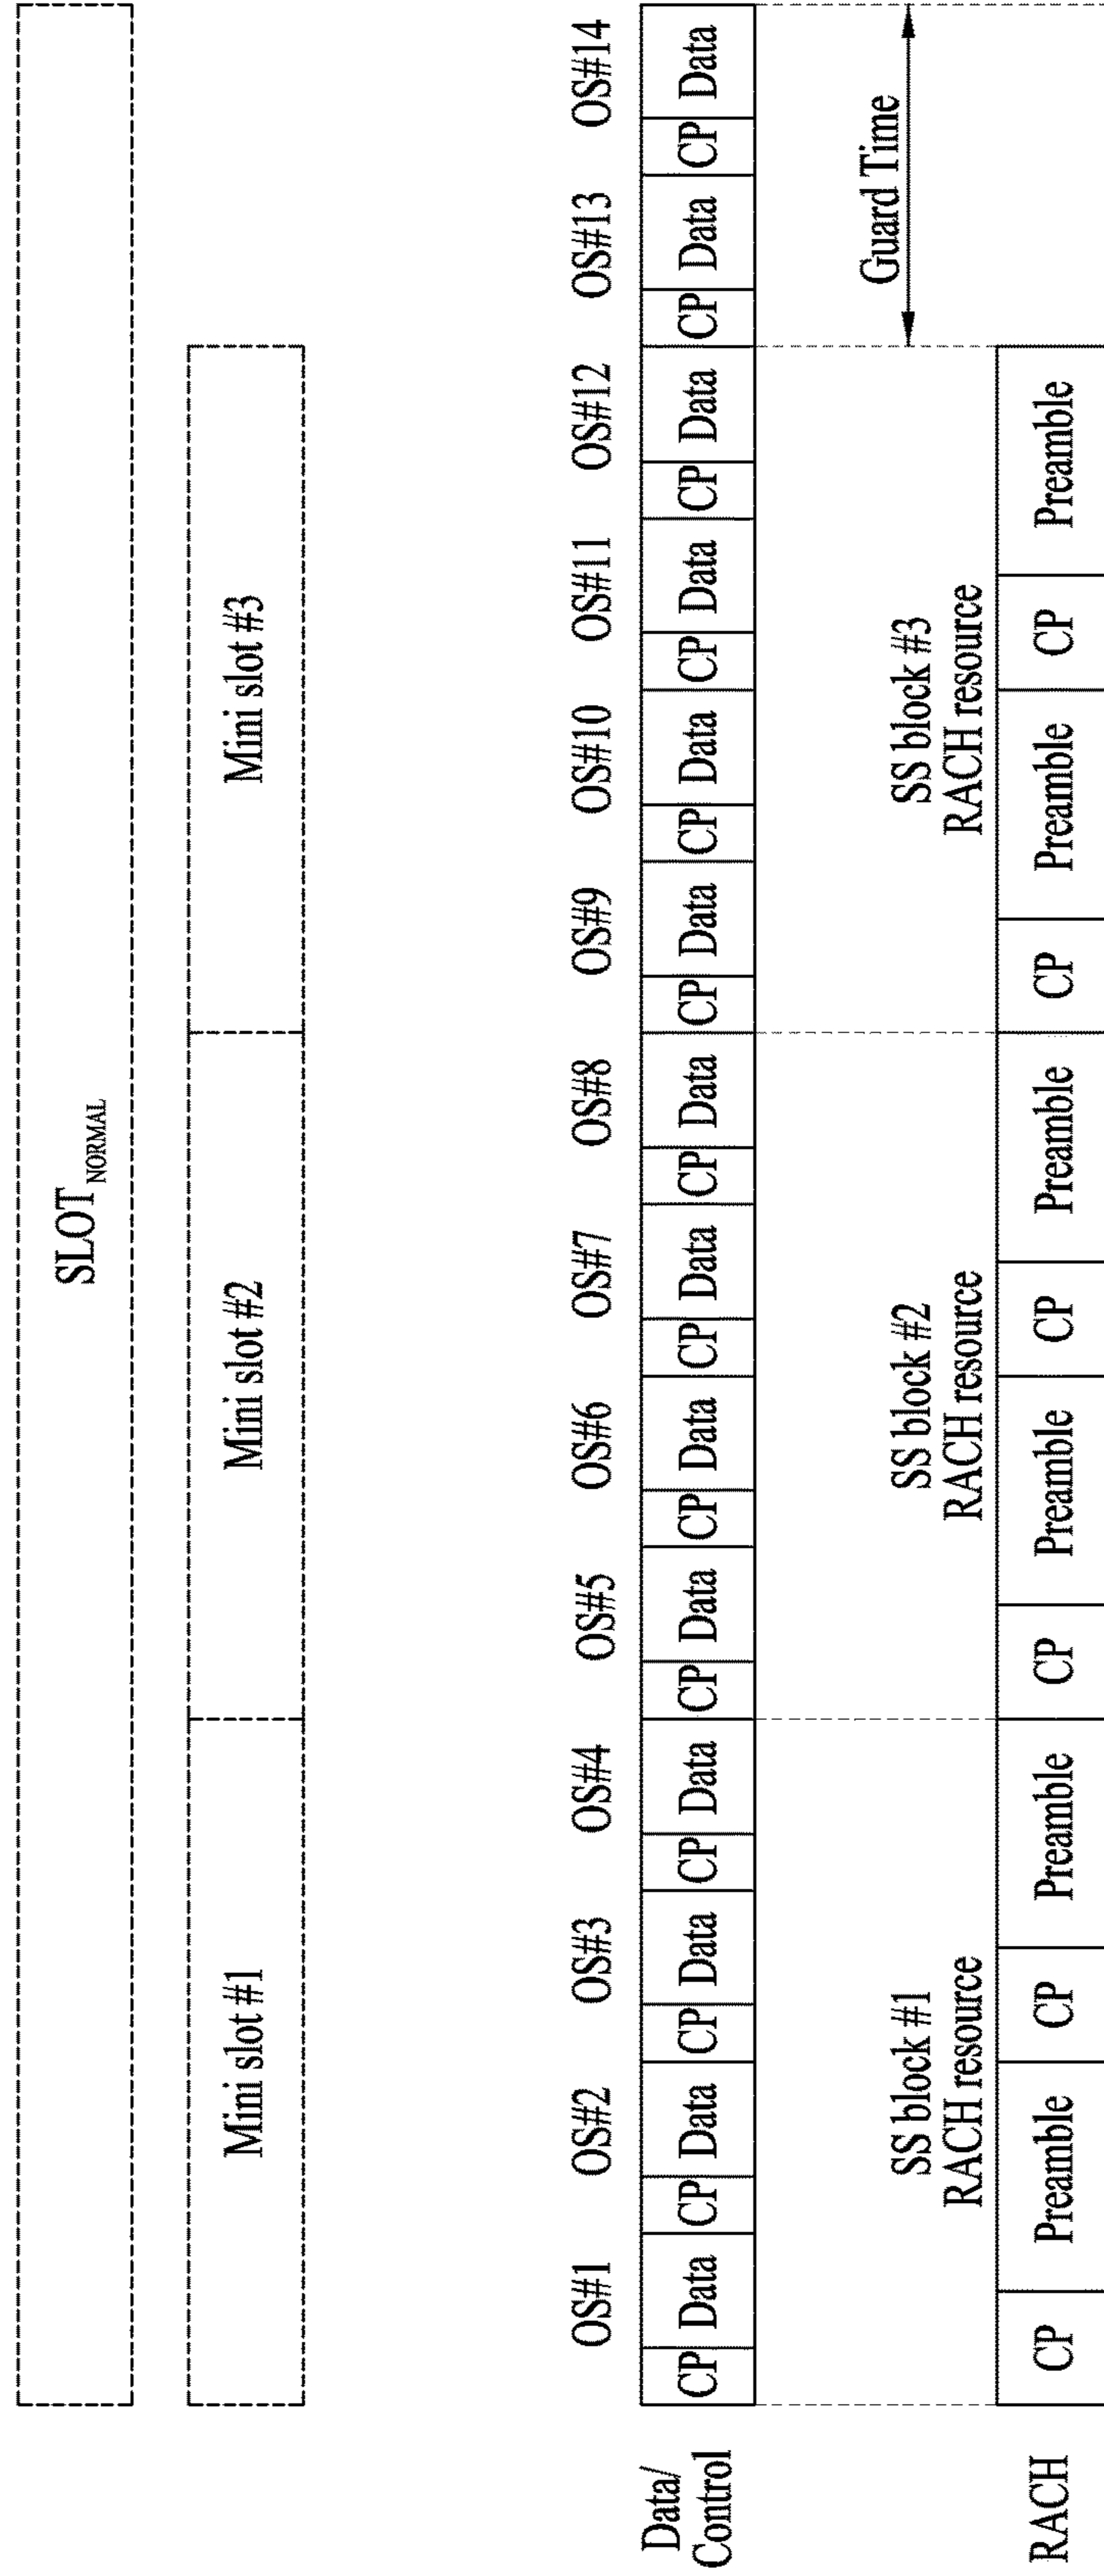 SLOT NORMAL
Mini slot #1 Mini slot #2 Mini slot #3
OS#1 OS#2 OS#3 OS#4 OS#5 OS#6 OS#7 OS#8 OS#9 OS#10 OS#11 OS#12 OS#13 OS#14
Data/
Control
CP Data CP Data CP Data CP Data CP Data CP Data CP Data CP Data CP Data CP Data CP Data CP Data CP Data CP Data
Guard Time
SS block #1
RACH resource
SS block #2
RACH resource
SS block #3
RACH resource
RACH
CP Preamble CP Preamble CP Preamble CP Preamble CP Preamble CP Preamble